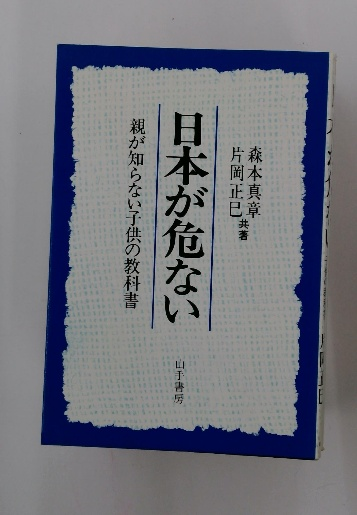 森本真章
片岡正巳 共著
日本が危ない
親が知らない子供の教科書
山手書房